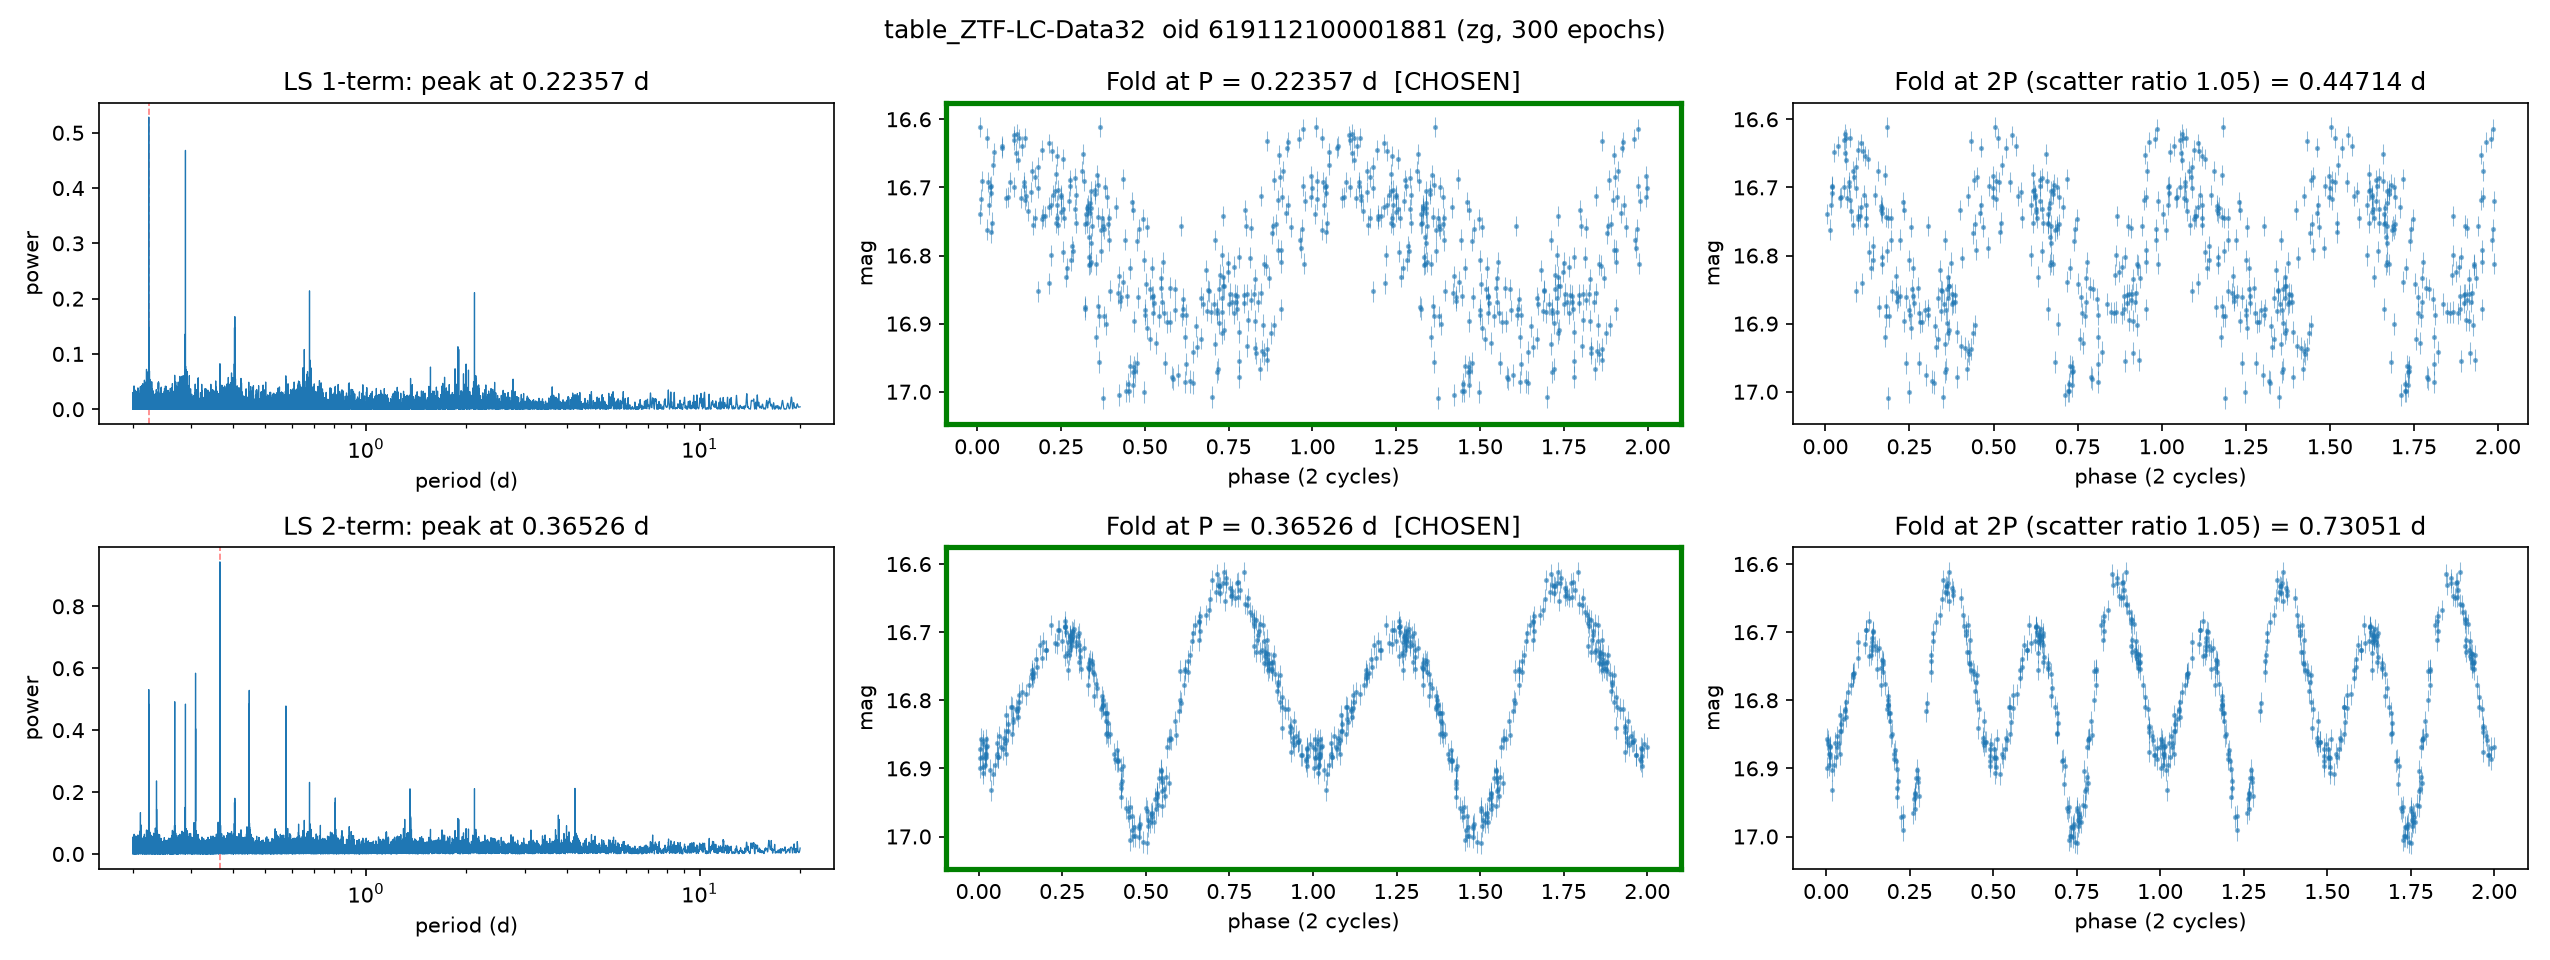 table_ZTF-LC-Data32  oid 619112100001881 (zg, 300 epochs)
LS 1-term: peak at 0.22357 d
power
0.5
0.4
0.3
0.2
0.1
0.0
10⁰
10¹
period (d)
Fold at P = 0.22357 d  [CHOSEN]
mag
16.6
16.7
16.8
16.9
17.0
0.00 0.25 0.50 0.75 1.00 1.25 1.50 1.75 2.00
phase (2 cycles)
Fold at 2P (scatter ratio 1.05) = 0.44714 d
mag
16.6
16.7
16.8
16.9
17.0
0.00 0.25 0.50 0.75 1.00 1.25 1.50 1.75 2.00
phase (2 cycles)
LS 2-term: peak at 0.36526 d
power
0.8
0.6
0.4
0.2
0.0
10⁰
10¹
period (d)
Fold at P = 0.36526 d  [CHOSEN]
mag
16.6
16.7
16.8
16.9
17.0
0.00 0.25 0.50 0.75 1.00 1.25 1.50 1.75 2.00
phase (2 cycles)
Fold at 2P (scatter ratio 1.05) = 0.73051 d
mag
16.6
16.7
16.8
16.9
17.0
0.00 0.25 0.50 0.75 1.00 1.25 1.50 1.75 2.00
phase (2 cycles)